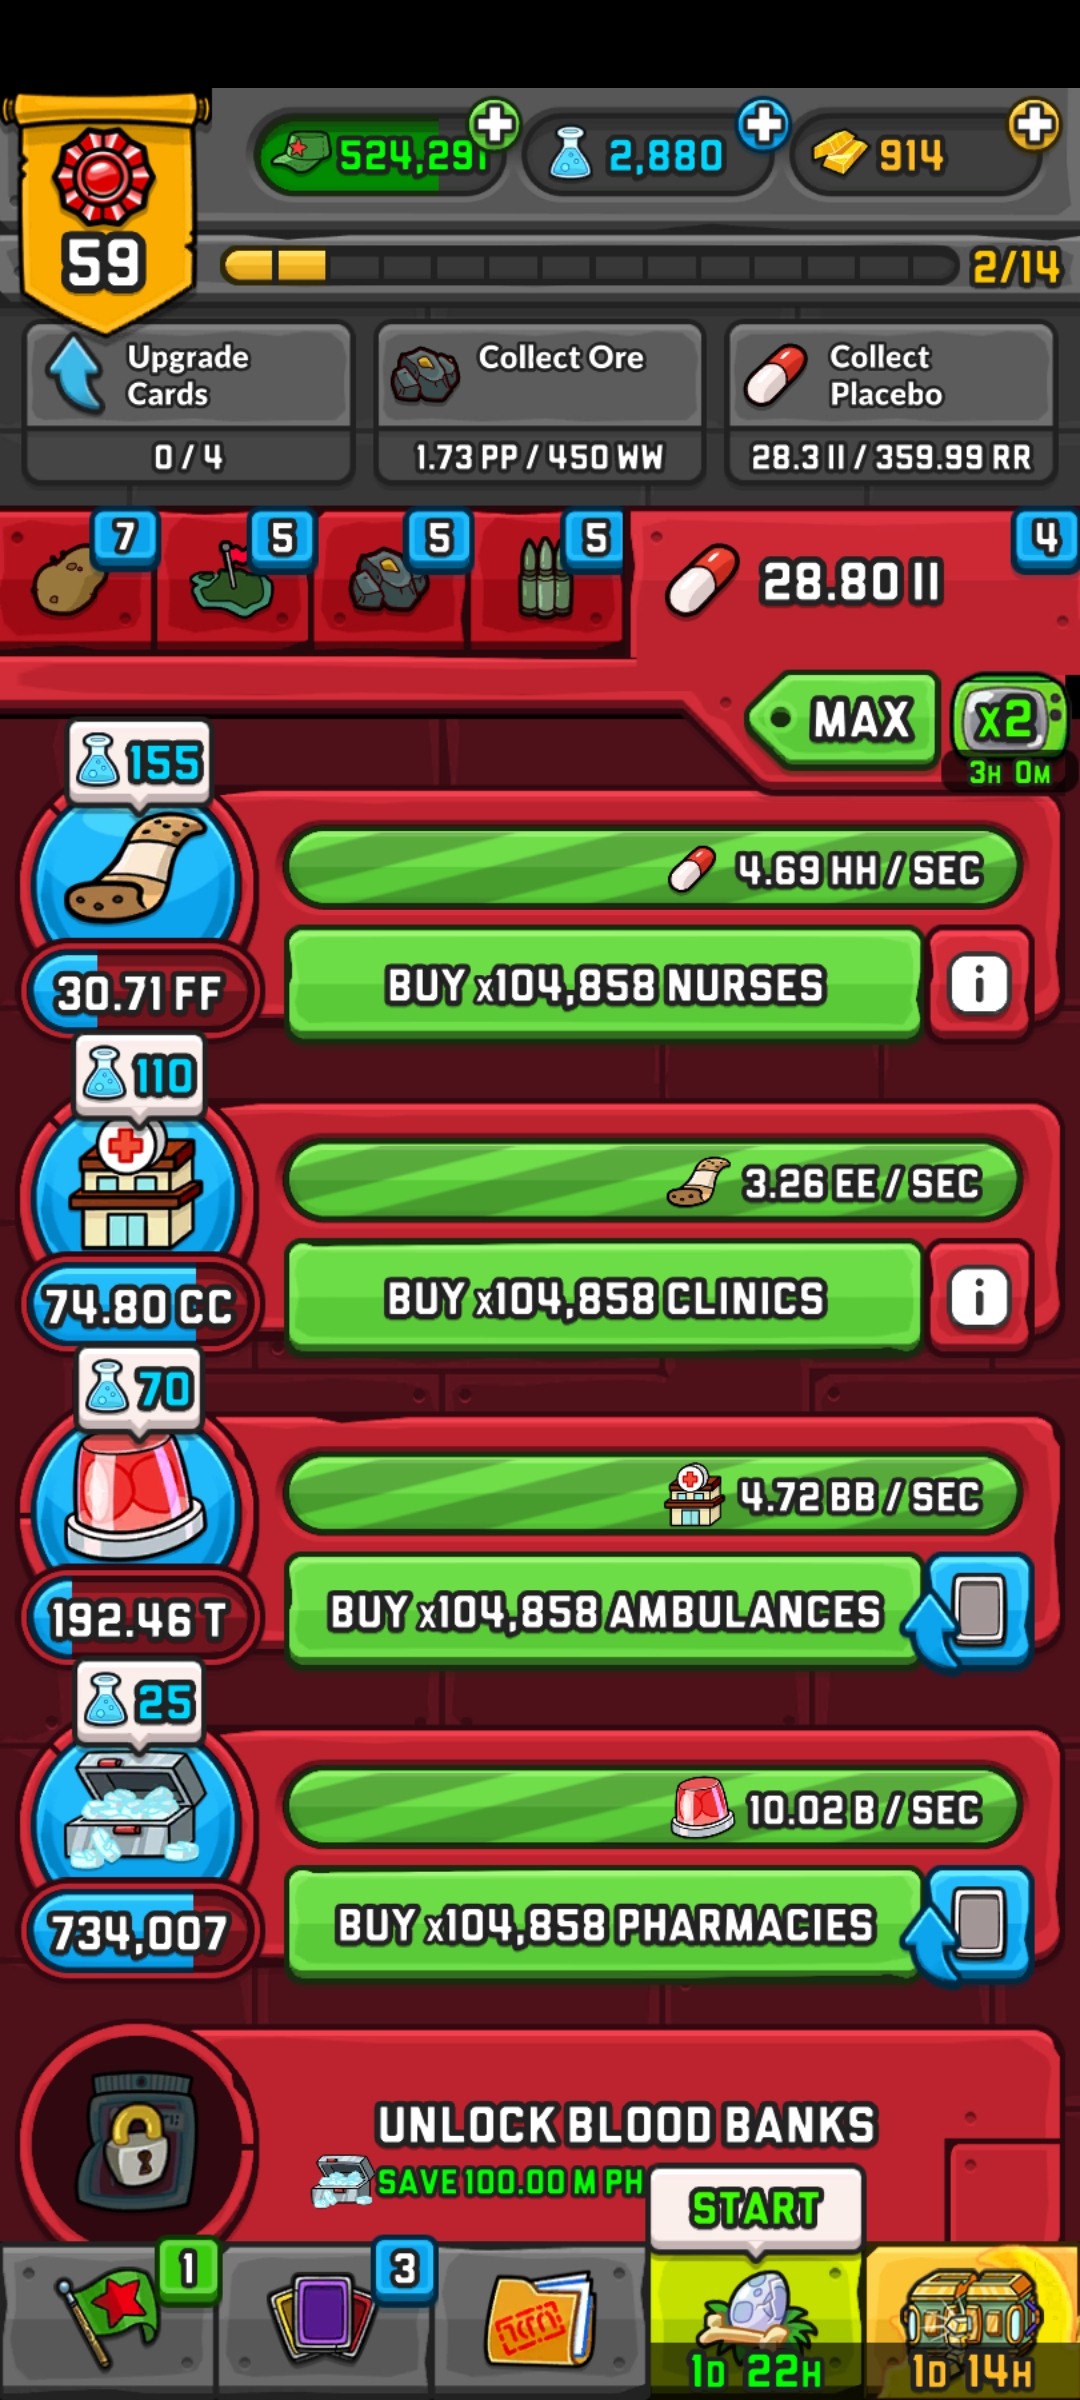 524,291
2,880
914
59
2/14
Upgrade
Cards
0 / 4
Collect Ore
1.73 PP / 450 WW
Collect
Placebo
28.3 II / 359.99 RR
7
5
5
5
28.80 II
4
MAX
x2
3H 0M
155
4.69 HH / SEC
30.71 FF
BUY x104,858 NURSES
i
110
3.26 EE / SEC
74.80 CC
BUY x104,858 CLINICS
i
70
4.72 BB / SEC
192.46 T
BUY x104,858 AMBULANCES
25
10.02 B / SEC
734,007
BUY x104,858 PHARMACIES
UNLOCK BLOOD BANKS
SAVE 100.00 M PH
START
1
3
1D 22H
1D 14H